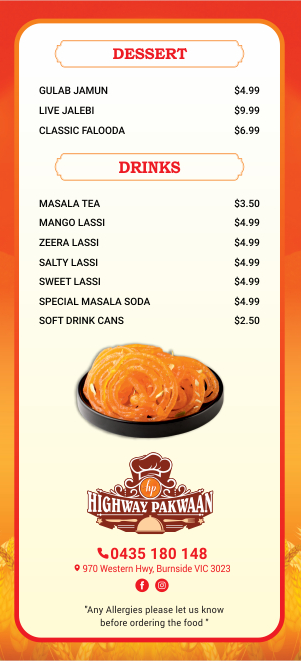 DESSERT
GULAB JAMUN $4.99
LIVE JALEBI $9.99
CLASSIC FALOODA $6.99
DRINKS
MASALA TEA $3.50
MANGO LASSI $4.99
ZEERA LASSI $4.99
SALTY LASSI $4.99
SWEET LASSI $4.99
SPECIAL MASALA SODA $4.99
SOFT DRINK CANS $2.50
hp
HIGHWAY PAKWAAN
0435 180 148
970 Western Hwy, Burnside VIC 3023
"Any Allergies please let us know
before ordering the food "